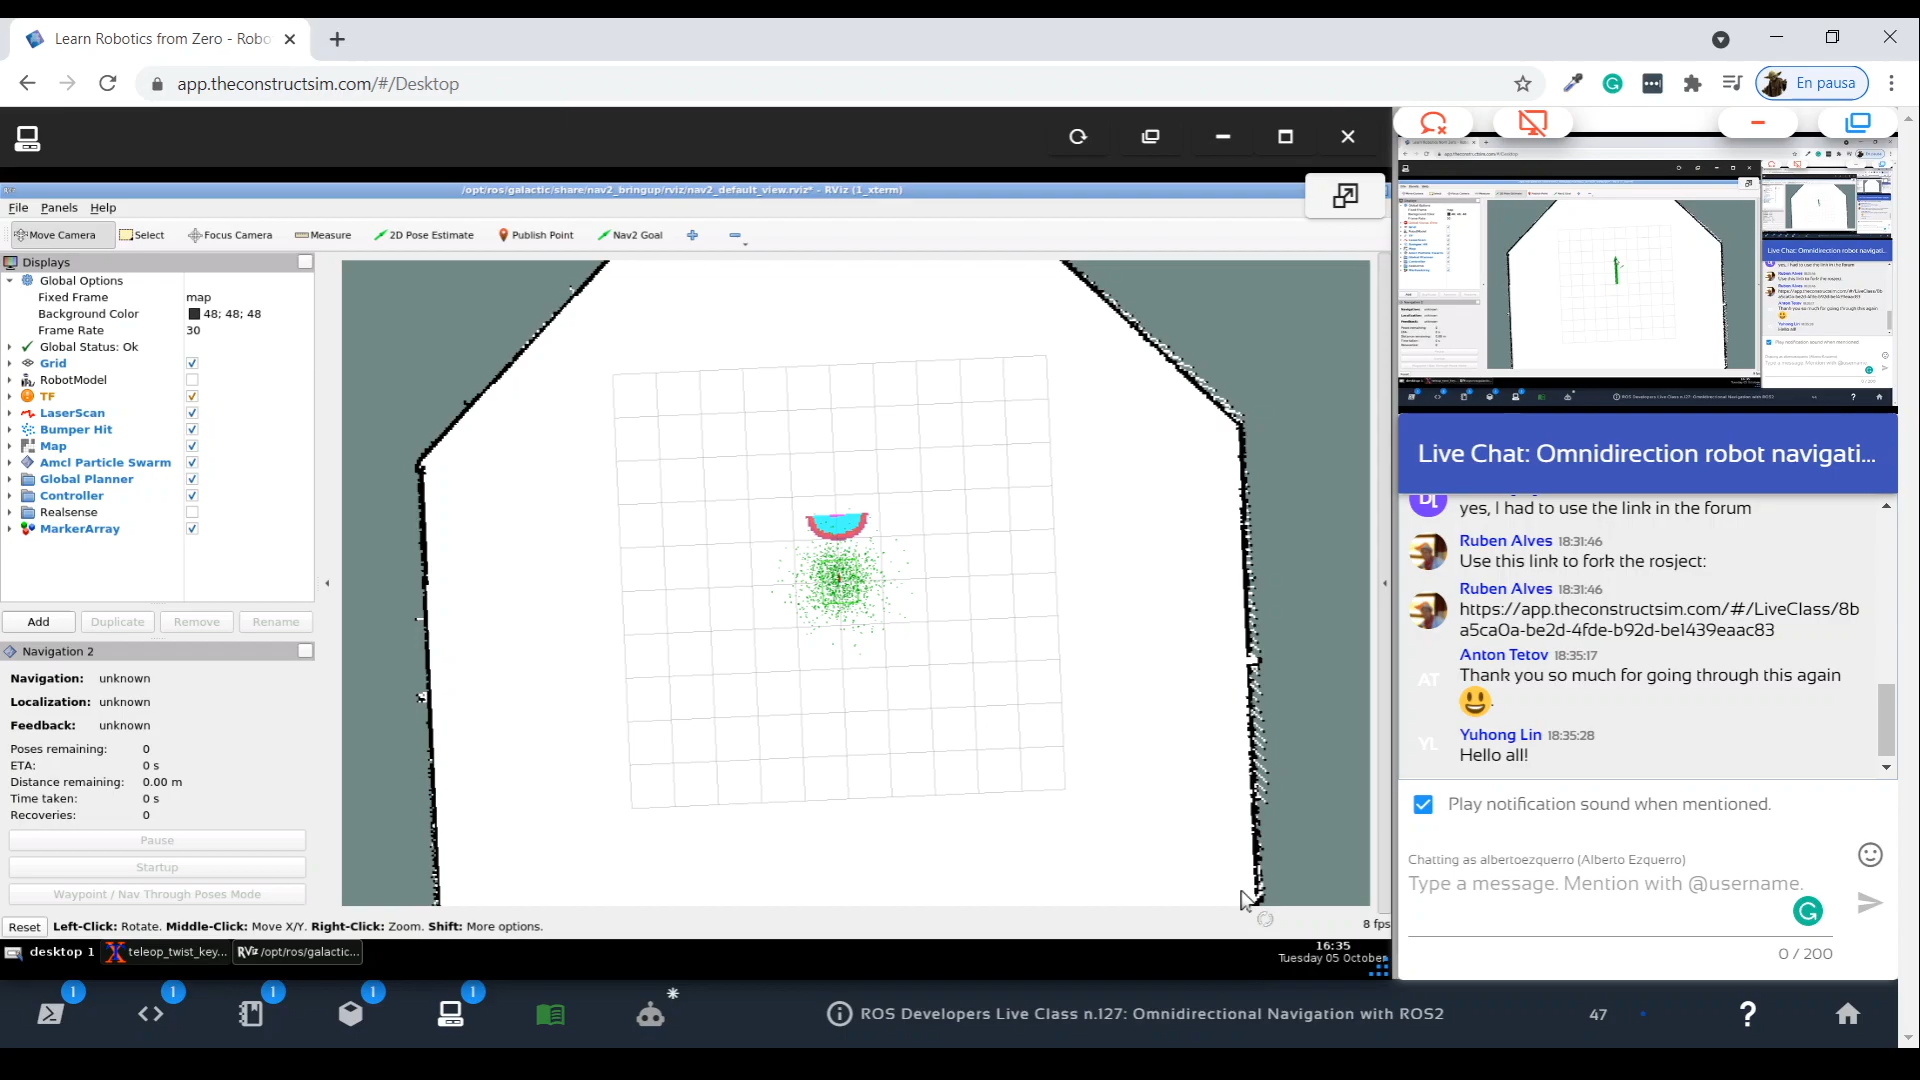 Learn Robotics from Zero - Robo
app.theconstructsim.com/#/Desktop
En pausa
/opt/ros/galactic/share/nav2_bringup/rviz/nav2_default_view.rviz* - RViz (1_xterm)
File Panels Help
Move Camera Select Focus Camera Measure 2D Pose Estimate Publish Point Nav2 Goal
Displays
Global Options
Fixed Frame map
Background Color 48; 48; 48
Frame Rate 30
Global Status: Ok
Grid
RobotModel
TF
LaserScan
Bumper Hit
Map
Amcl Particle Swarm
Global Planner
Controller
Realsense
MarkerArray
Add Duplicate Remove Rename
Navigation 2
Navigation: unknown
Localization: unknown
Feedback: unknown
Poses remaining: 0
ETA: 0 s
Distance remaining: 0.00 m
Time taken: 0 s
Recoveries: 0
Pause
Startup
Waypoint / Nav Through Poses Mode
Reset Left-Click: Rotate. Middle-Click: Move X/Y. Right-Click: Zoom. Shift: More options.
8 fps
desktop 1 teleop_twist_key... RViz /opt/ros/galactic...
16:35
Tuesday 05 October
Live Chat: Omnidirection robot navigati...
yes, I had to use the link in the forum
Ruben Alves 18:31:46
Use this link to fork the rosject:
Ruben Alves 18:31:46
https://app.theconstructsim.com/#/LiveClass/8b
a5ca0a-be2d-4fde-b92d-be1439eaac83
Anton Tetov 18:35:17
AT
Thank you so much for going through this again
😃.
Yuhong Lin 18:35:28
YL
Hello all!
Play notification sound when mentioned.
Chatting as albertoezquerro (Alberto Ezquerro)
Type a message. Mention with @username.
0 / 200
1 1 1 1 1
ROS Developers Live Class n.127: Omnidirectional Navigation with ROS2
47
?